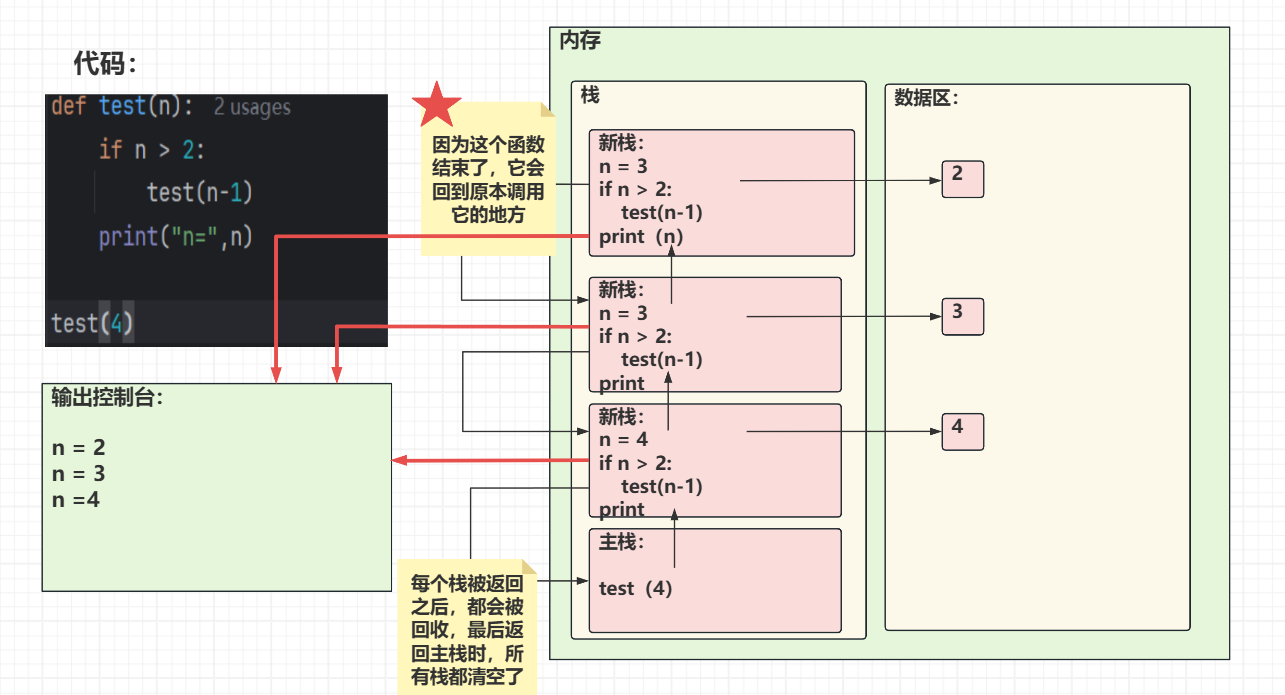 代码：
def test(n): 2 usages
if n > 2:
test(n-1)
print("n=",n)
test(4)
输出控制台：
n = 2
n = 3
n =4
因为这个函数
结束了，它会
回到原本调用
它的地方
每个栈被返回
之后，都会被
回收，最后返
回主栈时，所
有栈都清空了
内存
栈
新栈：
n = 3
if n > 2:
test(n-1)
print（n）
新栈：
n = 3
if n > 2:
test(n-1)
print
新栈：
n = 4
if n > 2:
test(n-1)
print
主栈：
test（4）
数据区：
2
3
4